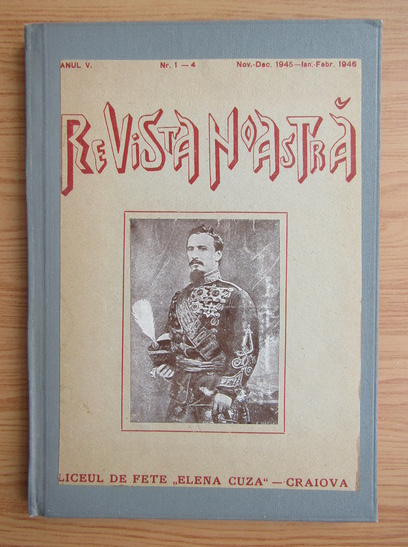 ANUL V. Nr. 1 — 4 Nov.-Dec. 1945—Ian.-Febr. 1946
REVISTA NOASTRĂ
LICEUL DE FETE „ELENA CUZA“ — CRAIOVA